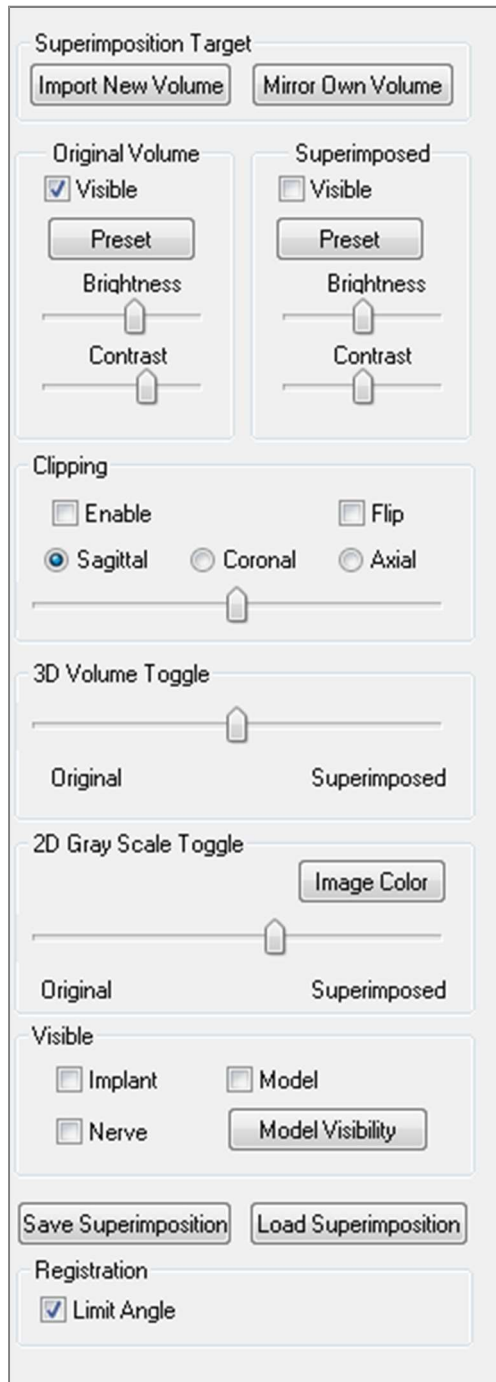 Superimposition Target
Import New Volume Mirror Own Volume
Original Volume Superimposed
Visible Visible
Preset Preset
Brightness Brightness
Contrast Contrast
Clipping
Enable Flip
Sagittal Coronal Axial
3D Volume Toggle
Original Superimposed
2D Gray Scale Toggle
Image Color
Original Superimposed
Visible
Implant Model
Nerve Model Visibility
Save Superimposition Load Superimposition
Registration
Limit Angle